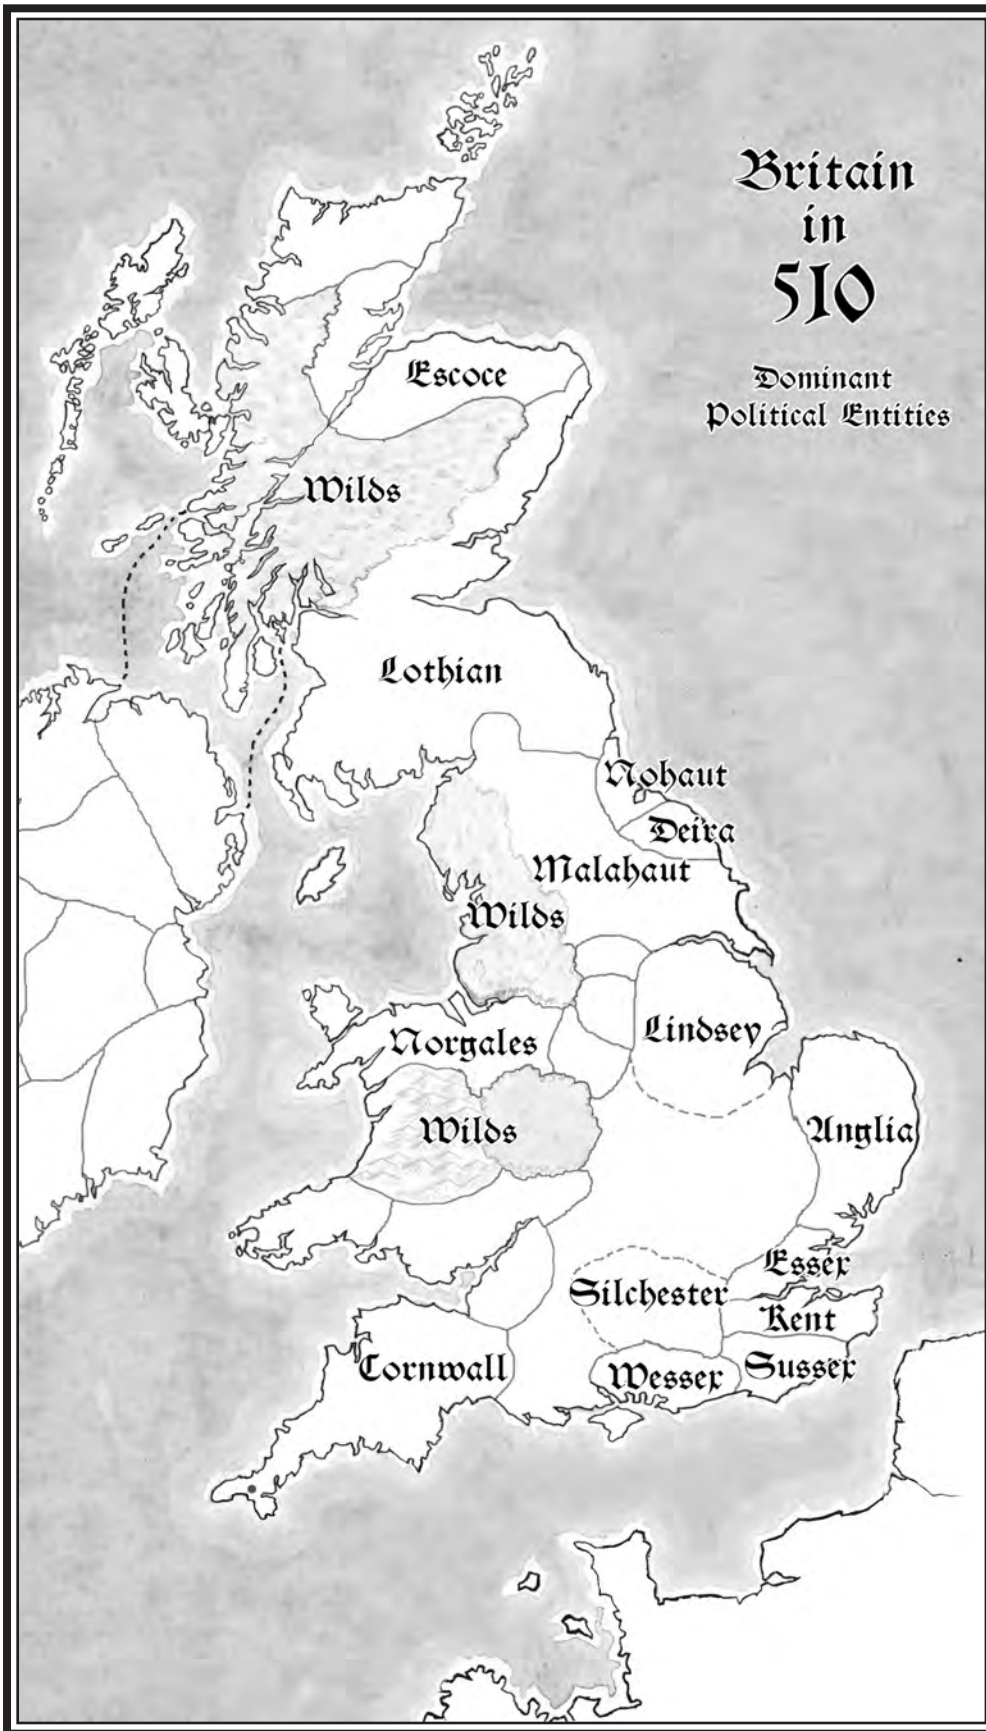 Britain
in
510
Dominant
Political Entities
Escoce
Wilds
Lothian
Nohaut
Deira
Malahaut
Wilds
Lindsey
Norgales
Wilds
Anglia
Essex
Silchester
Kent
Cornwall
Wessex
Sussex